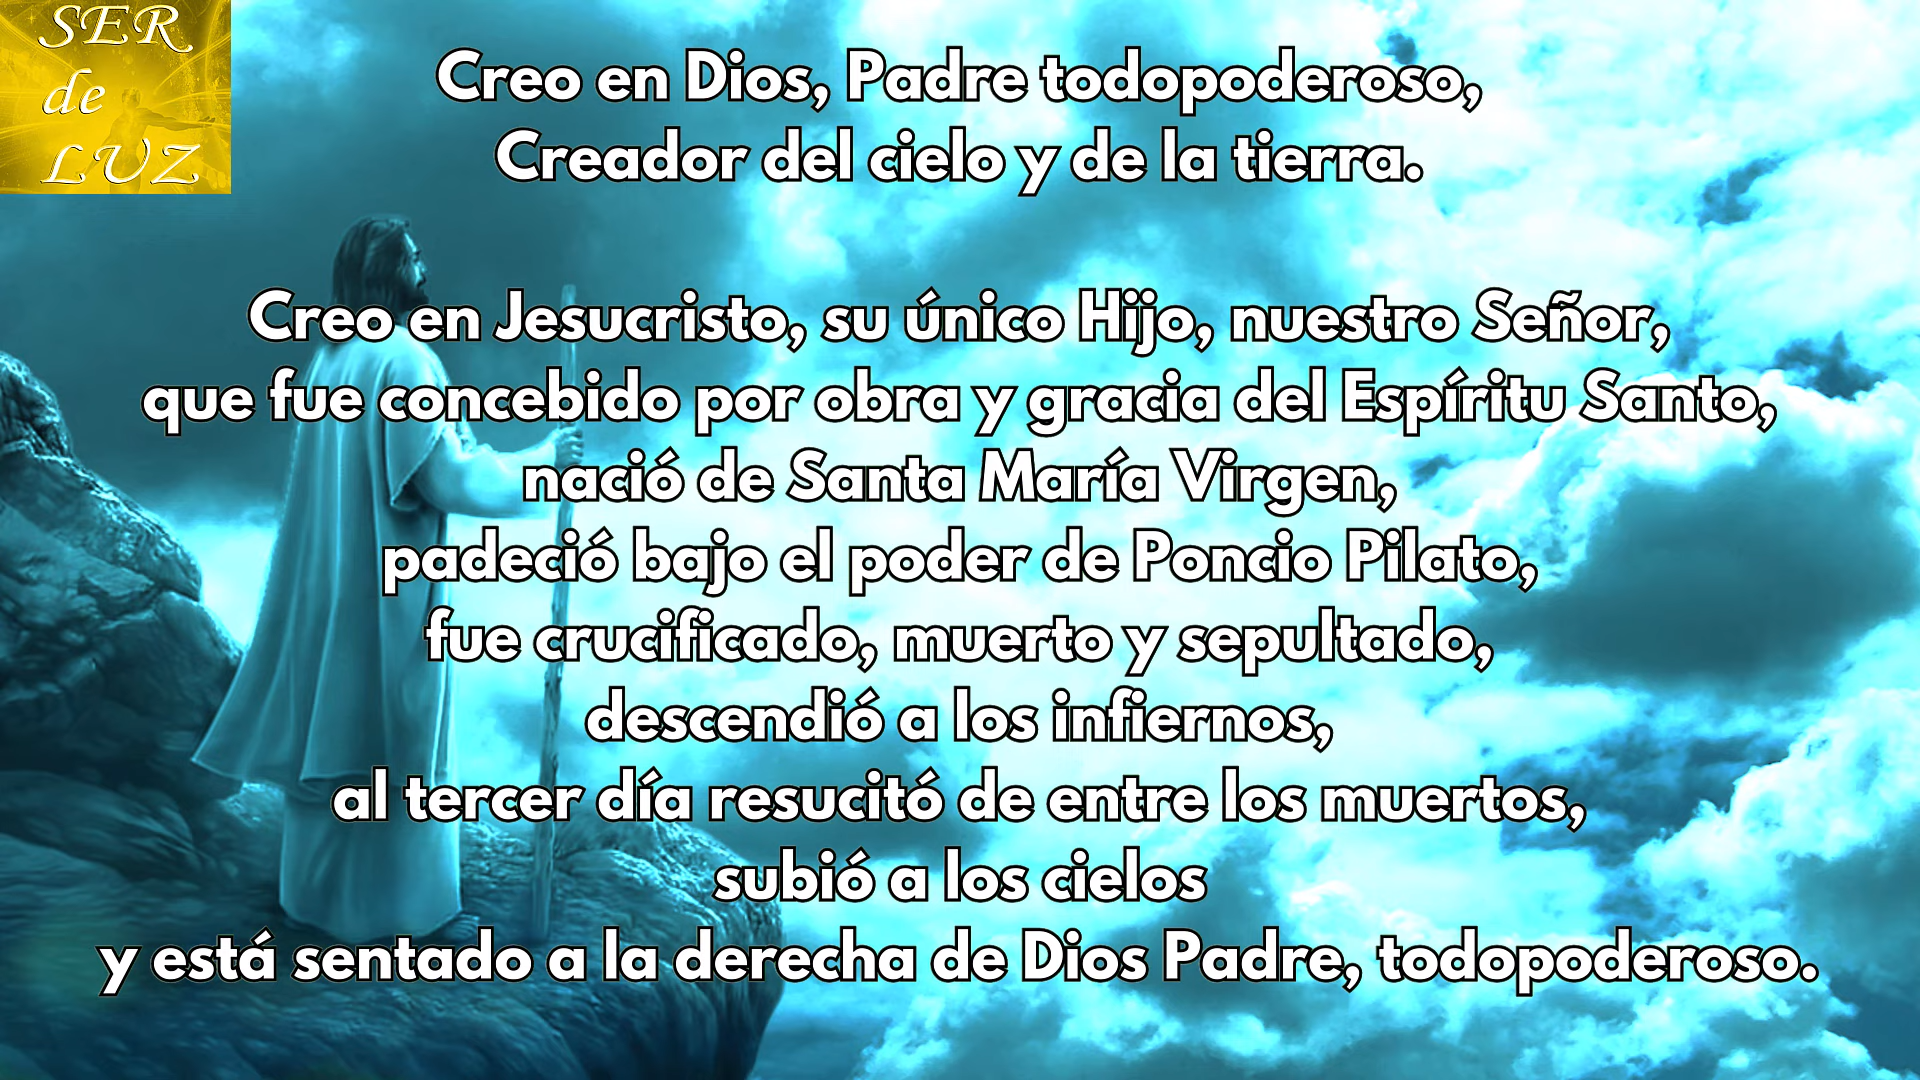 SER
de
LUZ
Creo en Dios, Padre todopoderoso,
Creador del cielo y de la tierra.
Creo en Jesucristo, su único Hijo, nuestro Señor,
que fue concebido por obra y gracia del Espíritu Santo,
nació de Santa María Virgen,
padeció bajo el poder de Poncio Pilato,
fue crucificado, muerto y sepultado,
descendió a los infiernos,
al tercer día resucitó de entre los muertos,
subió a los cielos
y está sentado a la derecha de Dios Padre, todopoderoso.